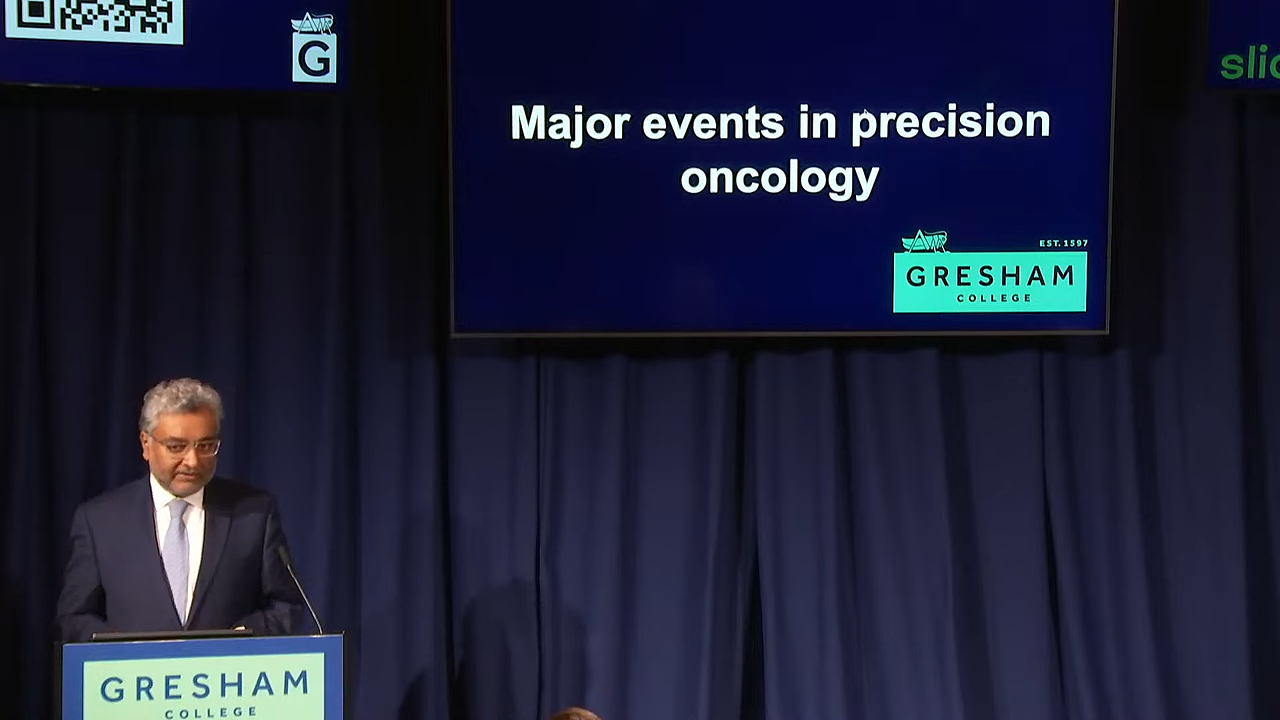 G
Major events in precision
oncology
EST. 1597
GRESHAM
COLLEGE
GRESHAM
COLLEGE